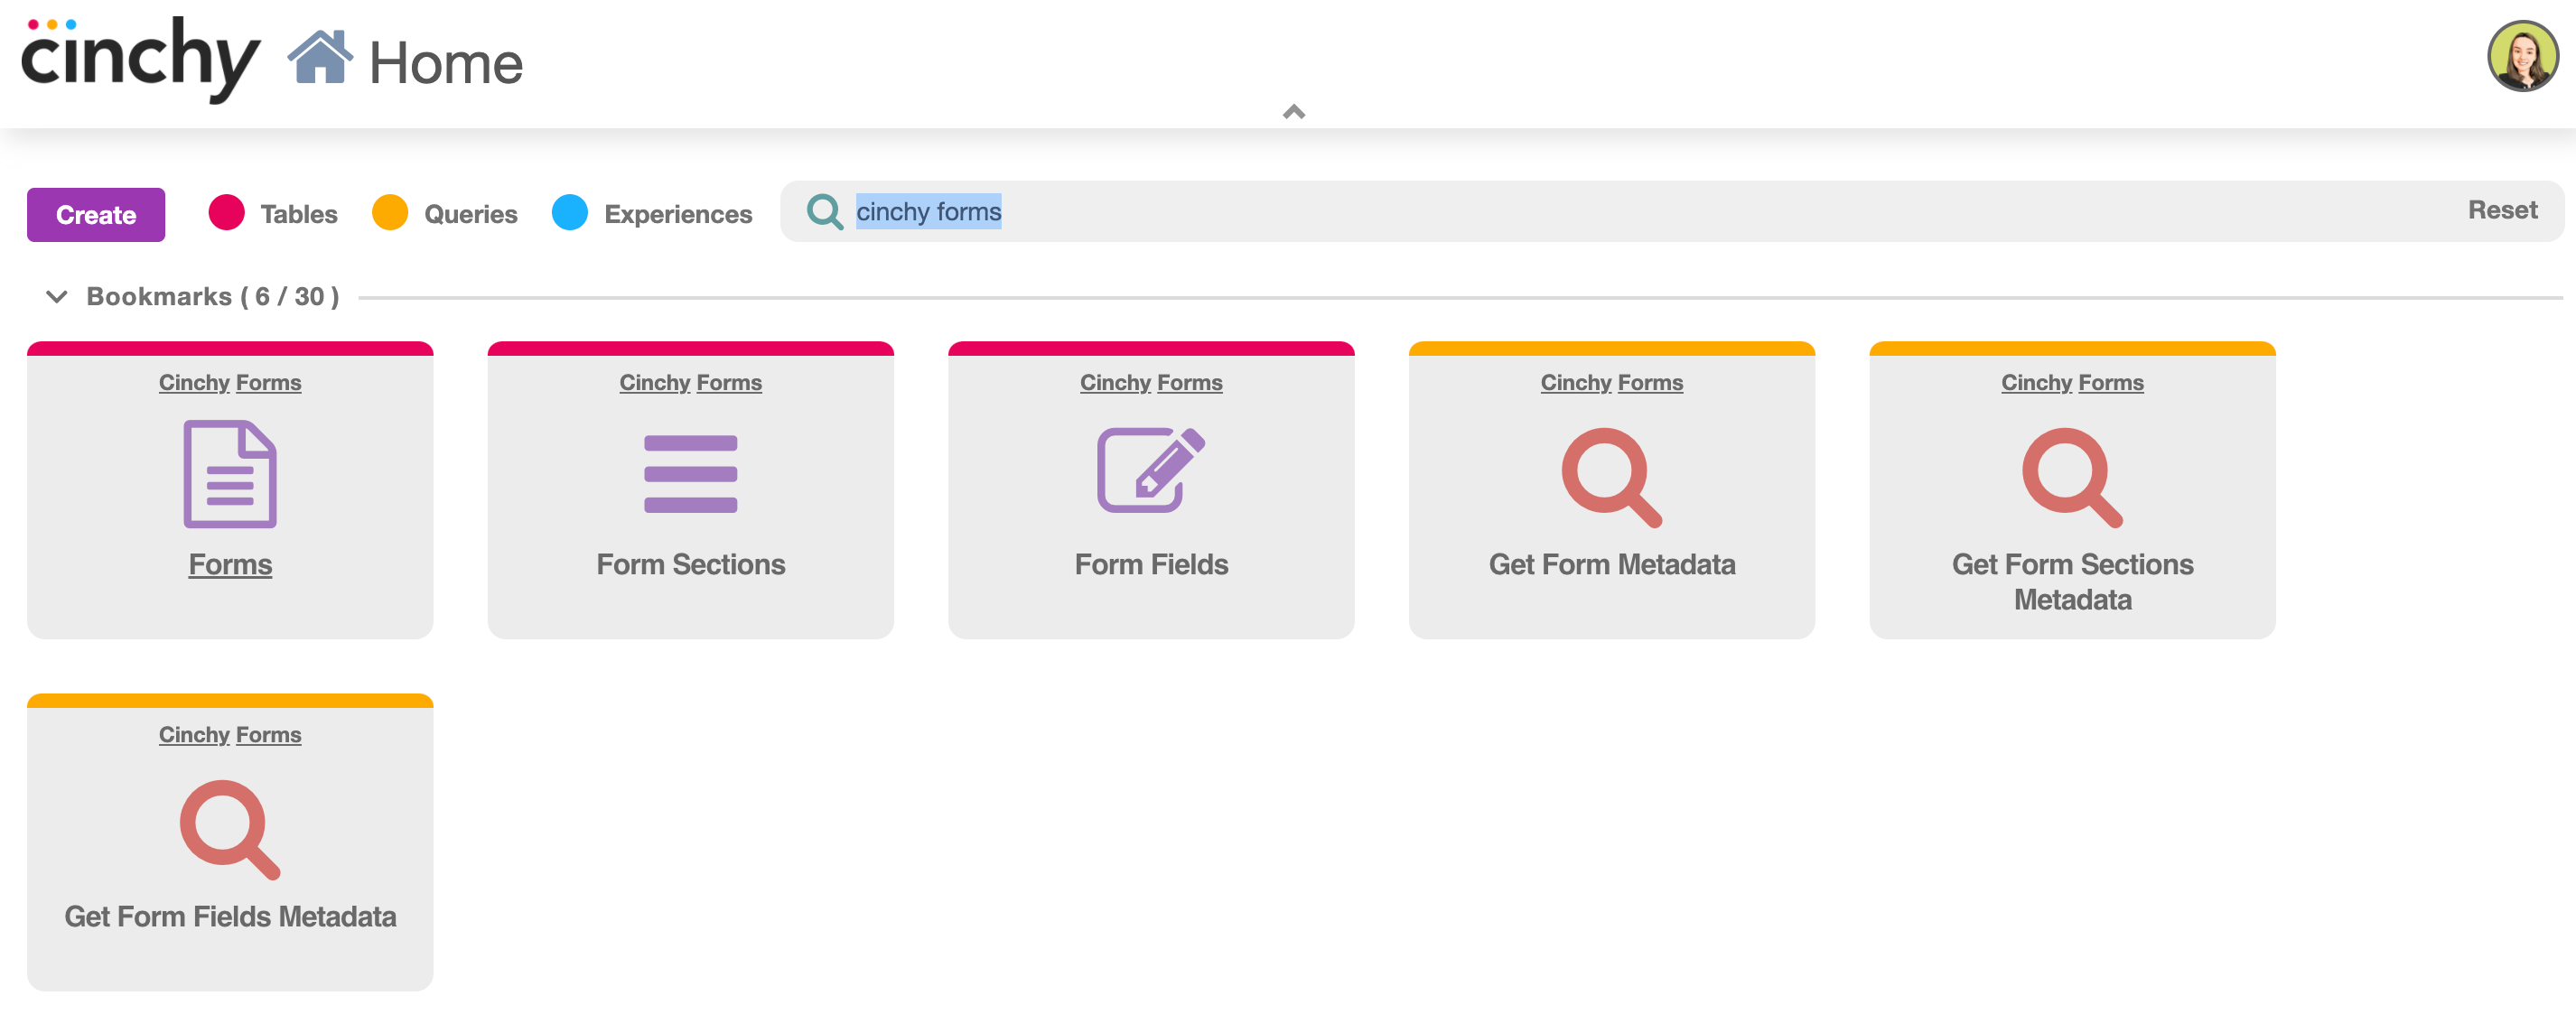 cinchy Home
Create Tables Queries Experiences cinchy forms Reset
Bookmarks ( 6 / 30 )
Cinchy Forms
Forms
Cinchy Forms
Form Sections
Cinchy Forms
Form Fields
Cinchy Forms
Get Form Metadata
Cinchy Forms
Get Form Sections
Metadata
Cinchy Forms
Get Form Fields Metadata